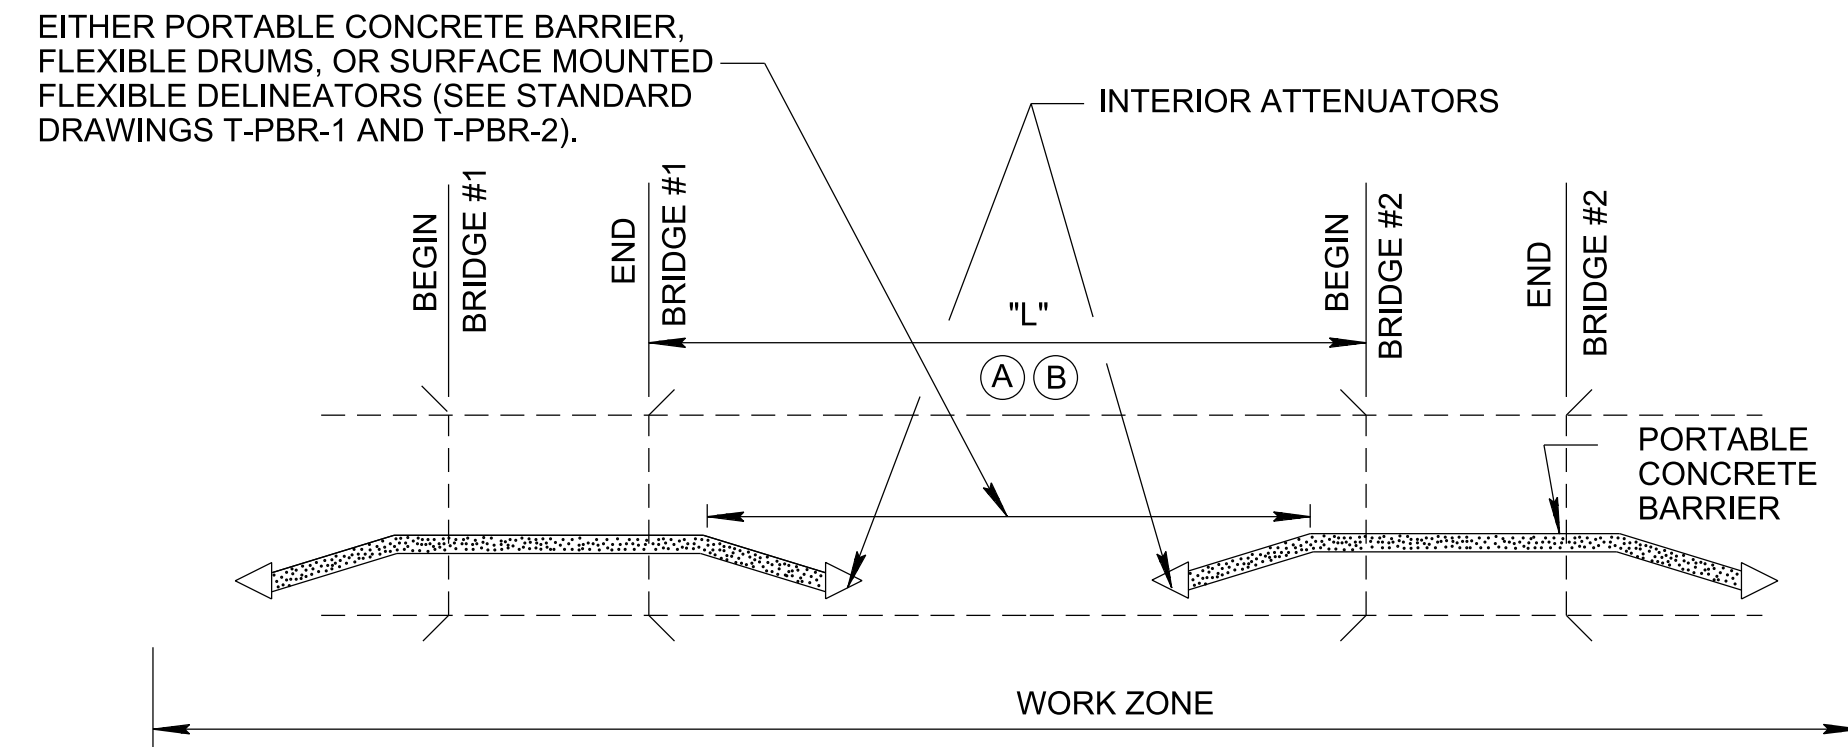 EITHER PORTABLE CONCRETE BARRIER,
FLEXIBLE DRUMS, OR SURFACE MOUNTED
FLEXIBLE DELINEATORS (SEE STANDARD
DRAWINGS T-PBR-1 AND T-PBR-2).
INTERIOR ATTENUATORS
BEGIN
BRIDGE #1
END
BRIDGE #1
"L"
A B
BEGIN
BRIDGE #2
END
BRIDGE #2
PORTABLE
CONCRETE
BARRIER
WORK ZONE